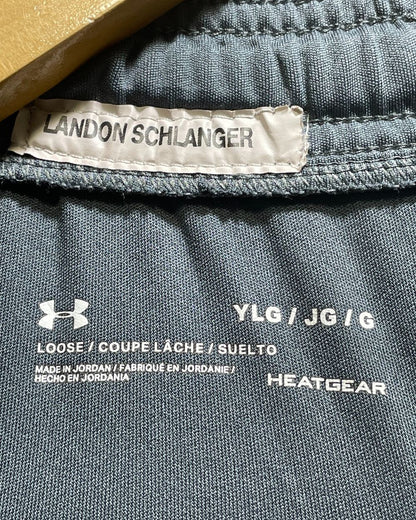 LANDON SCHLANGER
YLG / JG / G
LOOSE / COUPE LÂCHE / SUELTO
MADE IN JORDAN / FABRIQUÉ EN JORDANIE /
HECHO EN JORDANIA
HEATGEAR